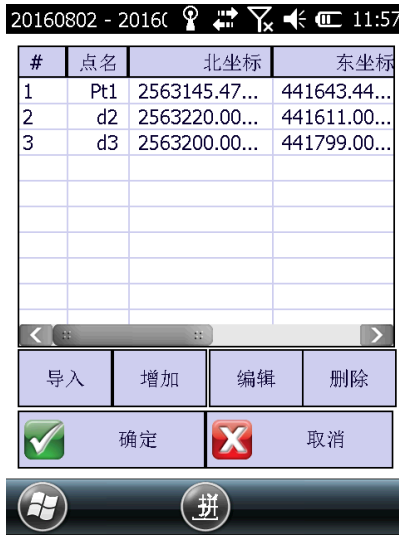 20160802 - 2016( 11:57
# 点名 北坐标 东坐标
1 Pt1 2563145.47... 441643.44...
2 d2 2563220.00... 441611.00...
3 d3 2563200.00... 441799.00...
导入 增加 编辑 删除
确定 取消
拼